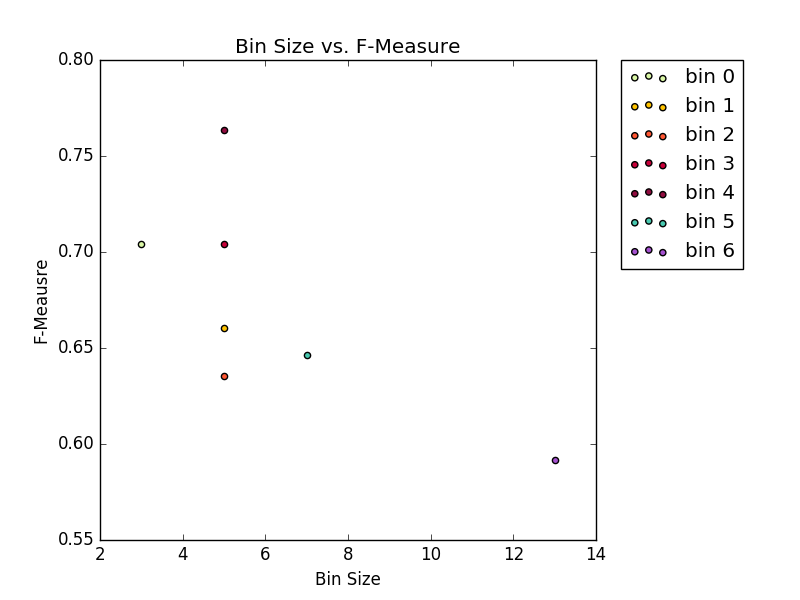 Bin Size vs. F-Measure
0.80
0.75
0.70
0.65
0.60
0.55
F-Meausre
2 4 6 8 10 12 14
Bin Size
bin 0
bin 1
bin 2
bin 3
bin 4
bin 5
bin 6